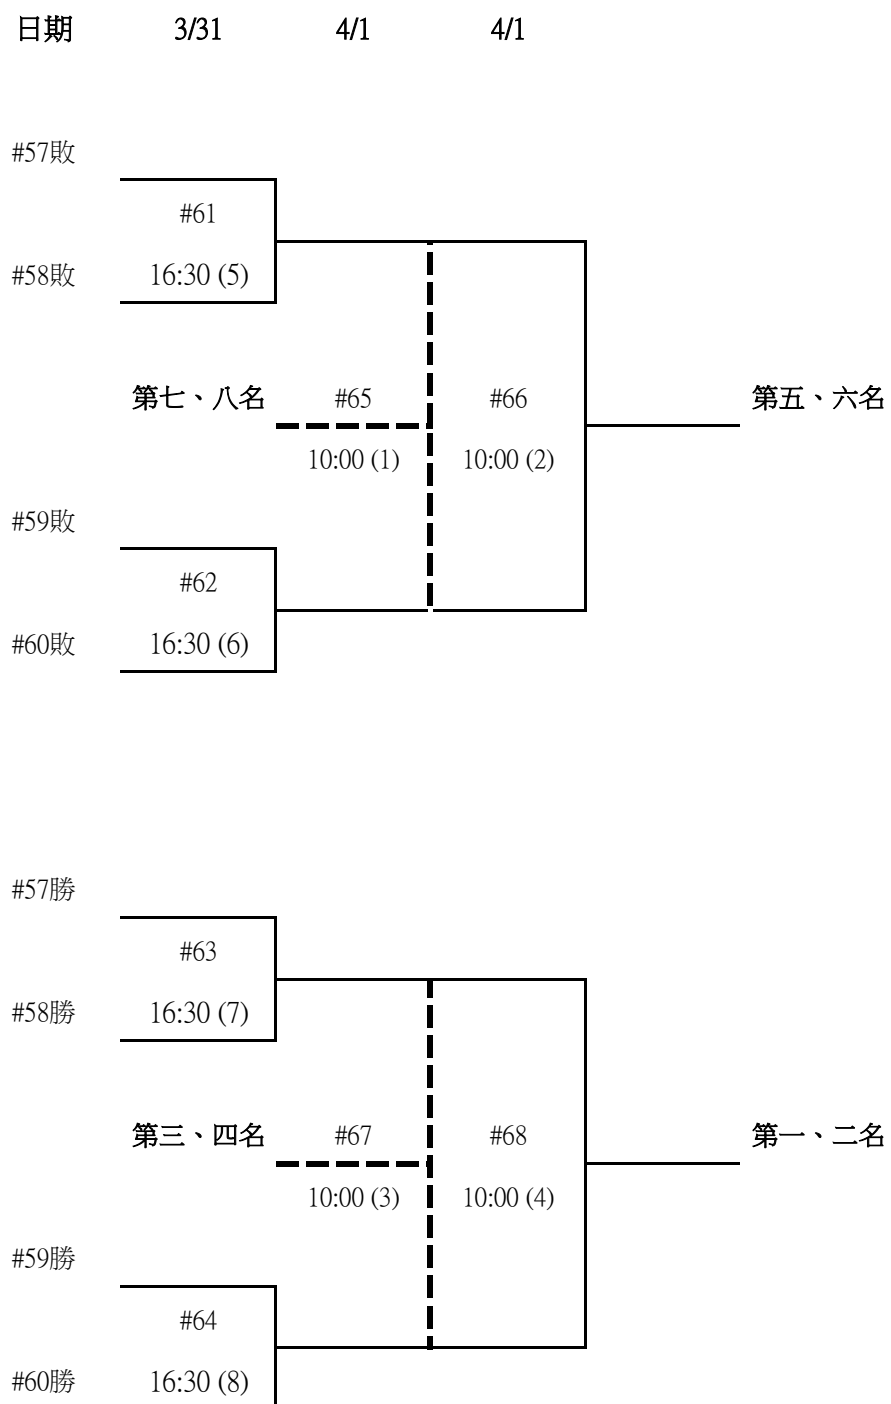 日期 3/31 4/1 4/1
#57敗
#61
#58敗 16:30 (5)
第七、八名 #65 #66 第五、六名
10:00 (1) 10:00 (2)
#59敗
#62
#60敗 16:30 (6)
#57勝
#63
#58勝 16:30 (7)
第三、四名 #67 #68 第一、二名
10:00 (3) 10:00 (4)
#59勝
#64
#60勝 16:30 (8)